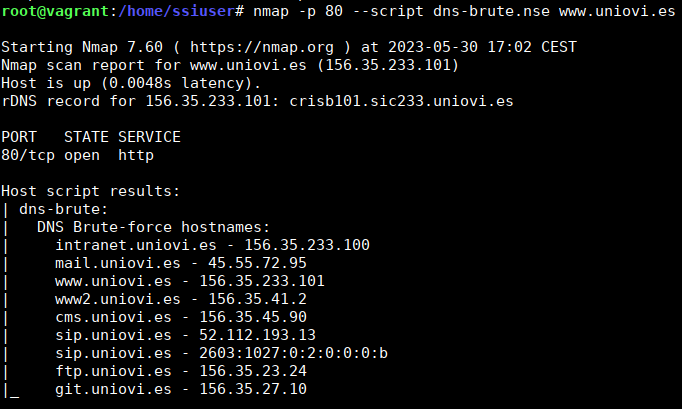 root@vagrant:/home/ssiuser# nmap -p 80 --script dns-brute.nse www.uniovi.es
Starting Nmap 7.60 ( https://nmap.org ) at 2023-05-30 17:02 CEST
Nmap scan report for www.uniovi.es (156.35.233.101)
Host is up (0.0048s latency).
rDNS record for 156.35.233.101: crisb101.sic233.uniovi.es
PORT   STATE SERVICE
80/tcp open  http
Host script results:
| dns-brute:
|   DNS Brute-force hostnames:
|     intranet.uniovi.es - 156.35.233.100
|     mail.uniovi.es - 45.55.72.95
|     www.uniovi.es - 156.35.233.101
|     www2.uniovi.es - 156.35.41.2
|     cms.uniovi.es - 156.35.45.90
|     sip.uniovi.es - 52.112.193.13
|     sip.uniovi.es - 2603:1027:0:2:0:0:0:b
|     ftp.uniovi.es - 156.35.23.24
|_    git.uniovi.es - 156.35.27.10